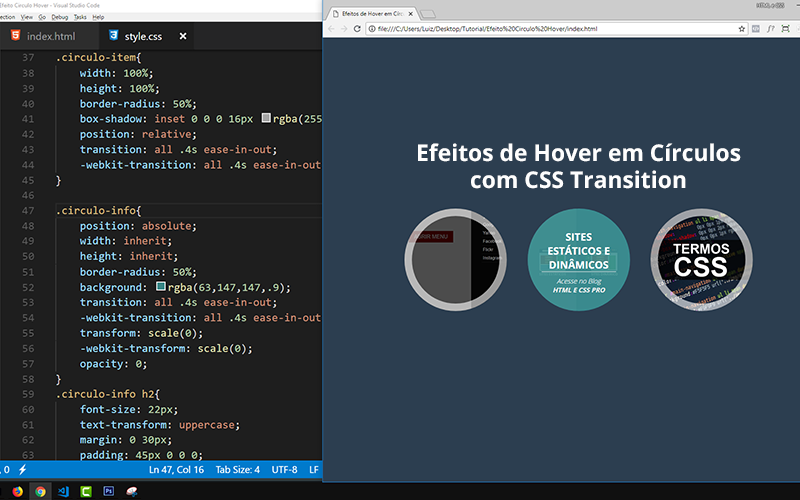 Efeito Circulo Hover - Visual Studio Code
View Go Debug Tasks Help
index.html
style.css
37 .circulo-item{
38 width: 100%;
39 height: 100%;
40 border-radius: 50%;
41 box-shadow: inset 0 0 0 16px rgba(255
42 position: relative;
43 transition: all .4s ease-in-out;
44 -webkit-transition: all .4s ease-in-out
45 }
46
47 .circulo-info{
48 position: absolute;
49 width: inherit;
50 height: inherit;
51 border-radius: 50%;
52 background: rgba(63,147,147,.9);
53 transition: all .4s ease-in-out;
54 -webkit-transition: all .4s ease-in-out
55 transform: scale(0);
56 -webkit-transform: scale(0);
57 opacity: 0;
58 }
59 .circulo-info h2{
60 font-size: 22px;
61 text-transform: uppercase;
62 margin: 0 30px;
63 padding: 45px 0 0 0;
Ln 47, Col 16 Tab Size: 4 UTF-8 LF
Efeitos de Hover em Circ
HTML e CSS
file:///C:/Users/Luiz/Desktop/Tutorial/Efeito%20Circulo%20Hover/index.html
Efeitos de Hover em Círculos
com CSS Transition
MENU
Facebook
Flickr
Instagram
SITES
ESTÁTICOS E
DINÂMICOS
Acesse no Blog
HTML E CSS PRO
TERMOS
CSS